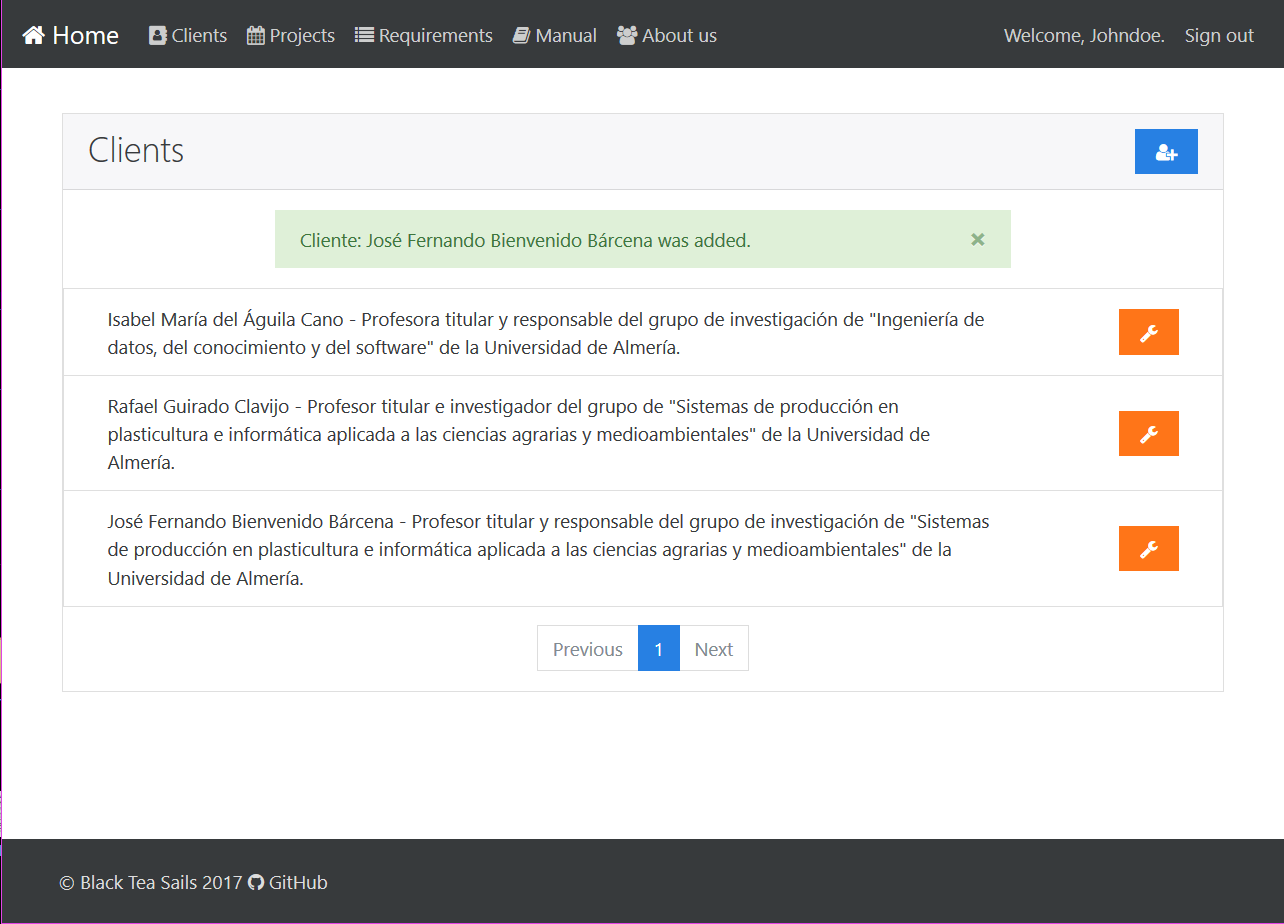 Home Clients Projects Requirements Manual About us Welcome, Johndoe. Sign out
Clients
Cliente: José Fernando Bienvenido Bárcena was added. ×
Isabel María del Águila Cano - Profesora titular y responsable del grupo de investigación de "Ingeniería de
datos, del conocimiento y del software" de la Universidad de Almería.
Rafael Guirado Clavijo - Profesor titular e investigador del grupo de "Sistemas de producción en
plasticultura e informática aplicada a las ciencias agrarias y medioambientales" de la Universidad de
Almería.
José Fernando Bienvenido Bárcena - Profesor titular y responsable del grupo de investigación de "Sistemas
de producción en plasticultura e informática aplicada a las ciencias agrarias y medioambientales" de la
Universidad de Almería.
Previous 1 Next
© Black Tea Sails 2017 GitHub